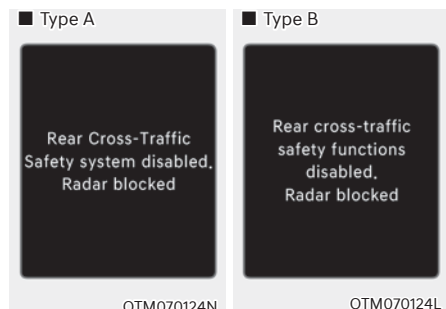 ■ Type A
Rear Cross-Traffic
Safety system disabled.
Radar blocked
OTM070124N
■ Type B
Rear cross-traffic
safety functions
disabled.
Radar blocked
OTM070124L